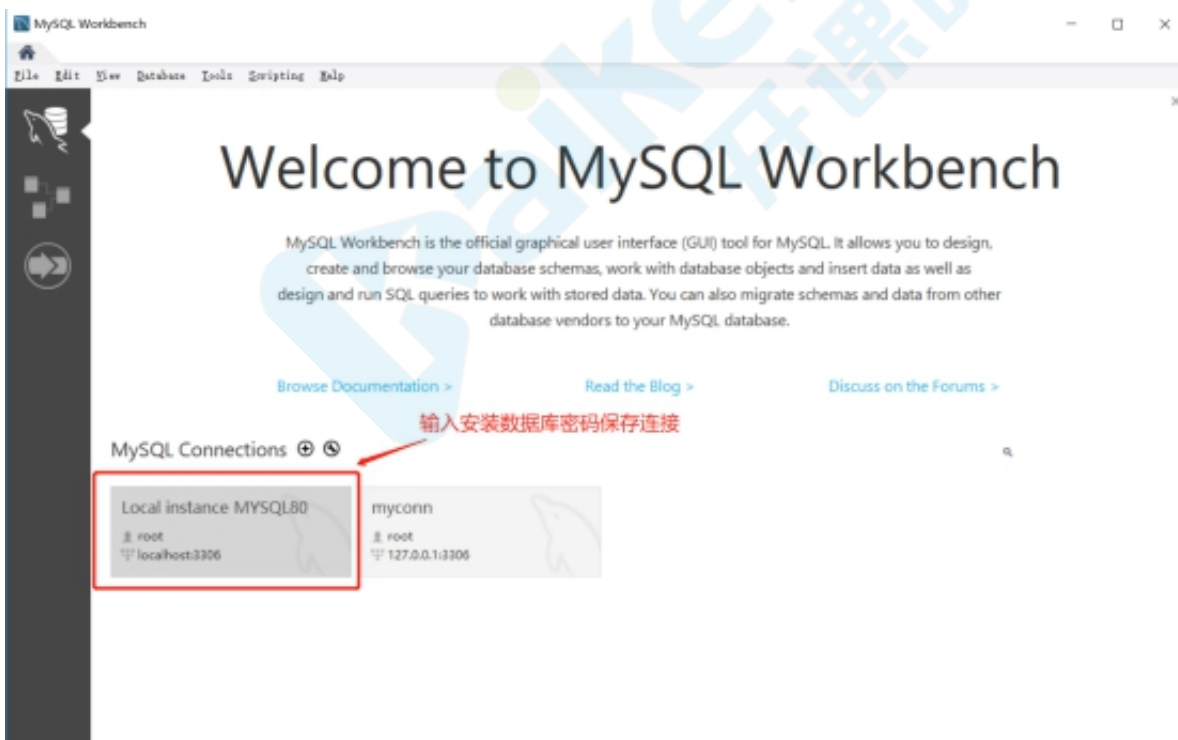 MySQL Workbench
File Edit View Database Tools Scripting Help
Welcome to MySQL Workbench
MySQL Workbench is the official graphical user interface (GUI) tool for MySQL. It allows you to design,
create and browse your database schemas, work with database objects and insert data as well as
design and run SQL queries to work with stored data. You can also migrate schemas and data from other
database vendors to your MySQL database.
Browse Documentation > Read the Blog > Discuss on the Forums >
输入安装数据库密码保存连接
MySQL Connections
Local instance MYSQL80 myconn
root root
localhost:3306 127.0.0.1:3306